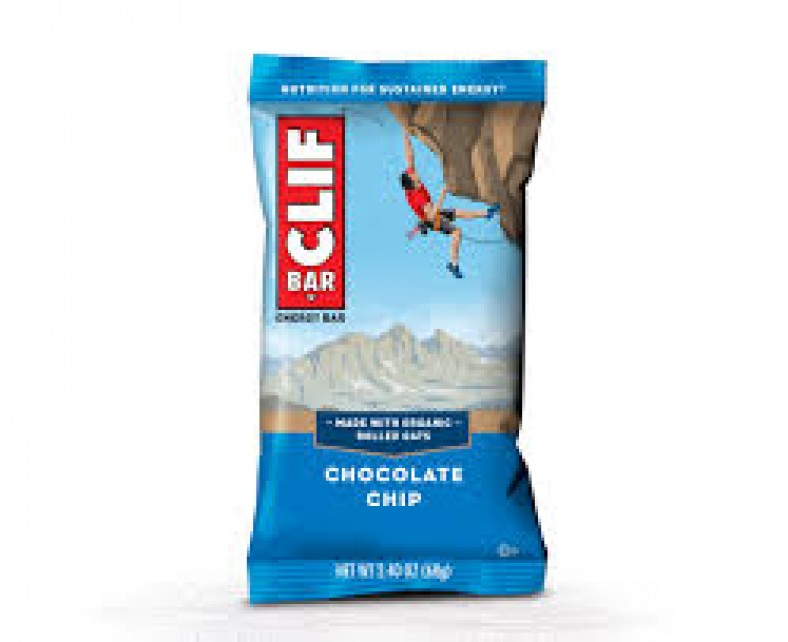 NUTRITION FOR SUSTAINED ENERGY®
CLIF
BAR
ENERGY BAR
- MADE WITH ORGANIC -
ROLLED OATS
CHOCOLATE
CHIP
NET WT 2.40 OZ (68g)